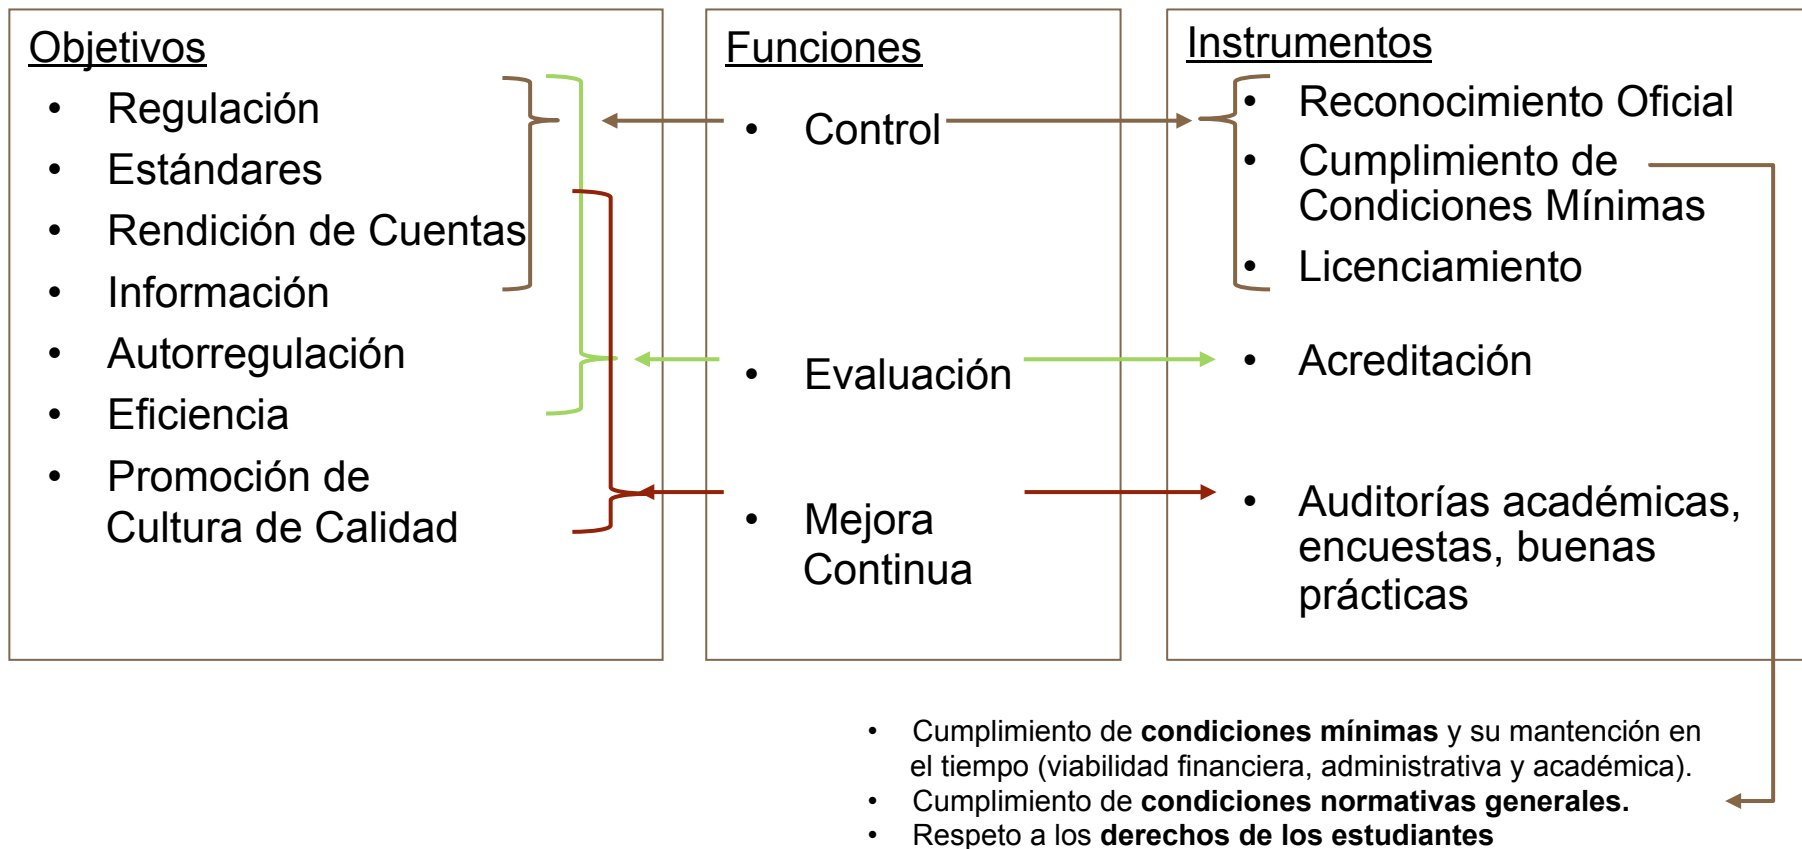 Objetivos
• Regulación
• Estándares
• Rendición de Cuentas
• Información
• Autorregulación
• Eficiencia
• Promoción de
Cultura de Calidad
Funciones
• Control
• Evaluación
• Mejora
Continua
Instrumentos
• Reconocimiento Oficial
• Cumplimiento de
Condiciones Mínimas
• Licenciamiento
• Acreditación
• Auditorías académicas,
encuestas, buenas
prácticas
• Cumplimiento de condiciones mínimas y su mantención en
el tiempo (viabilidad financiera, administrativa y académica).
• Cumplimiento de condiciones normativas generales.
• Respeto a los derechos de los estudiantes